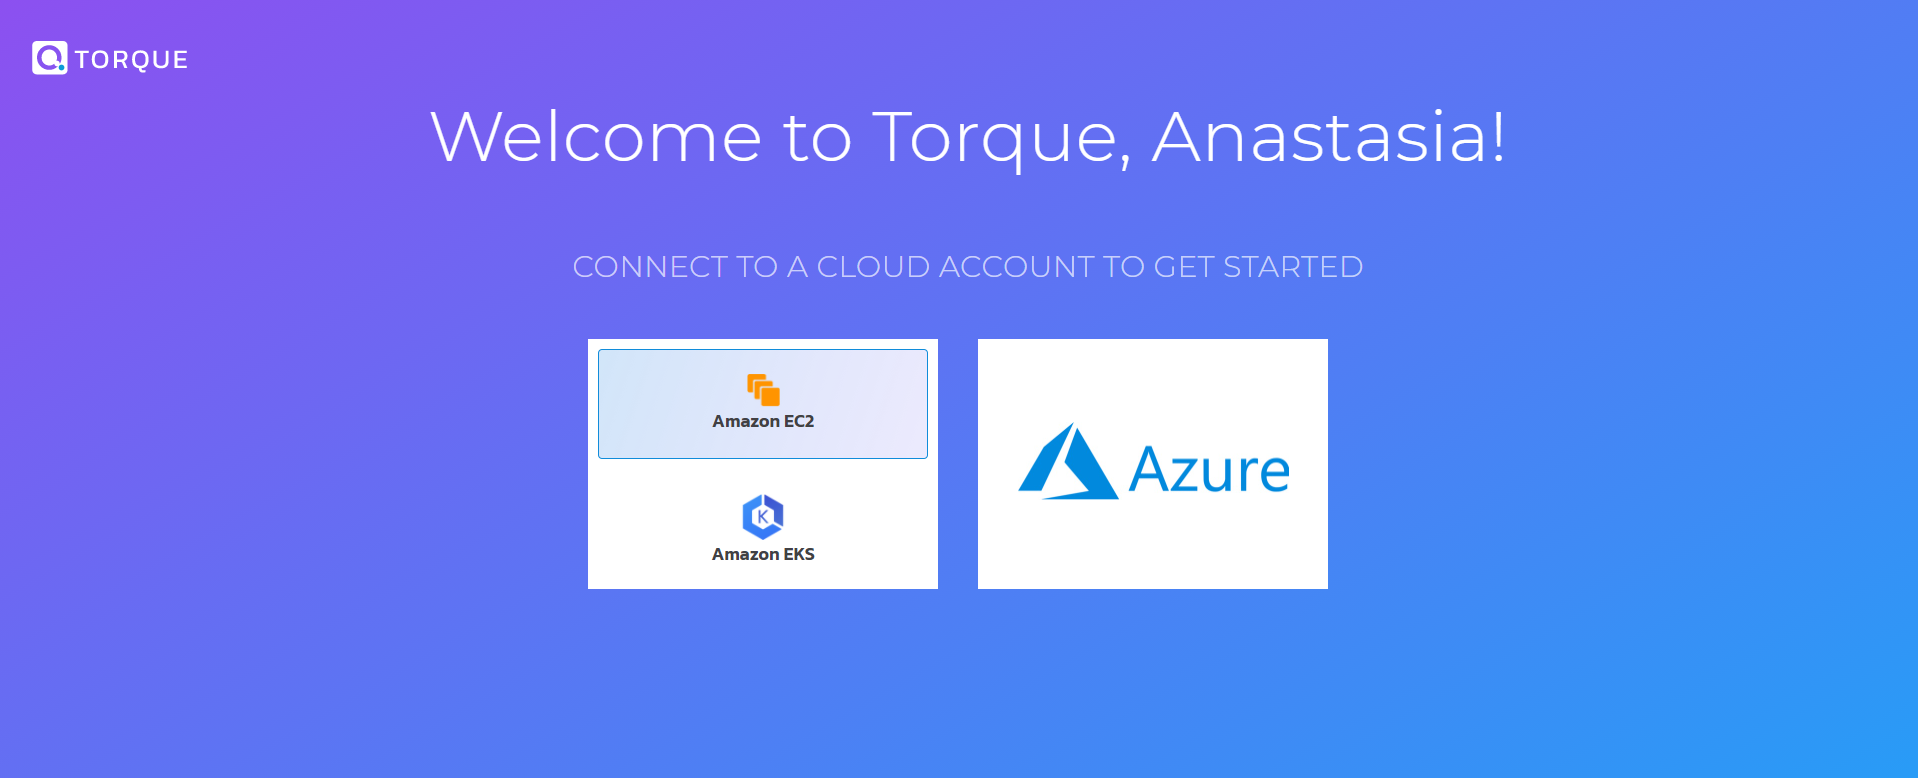 TORQUE
Welcome to Torque, Anastasia!
CONNECT TO A CLOUD ACCOUNT TO GET STARTED
Amazon EC2
K
Amazon EKS
Azure